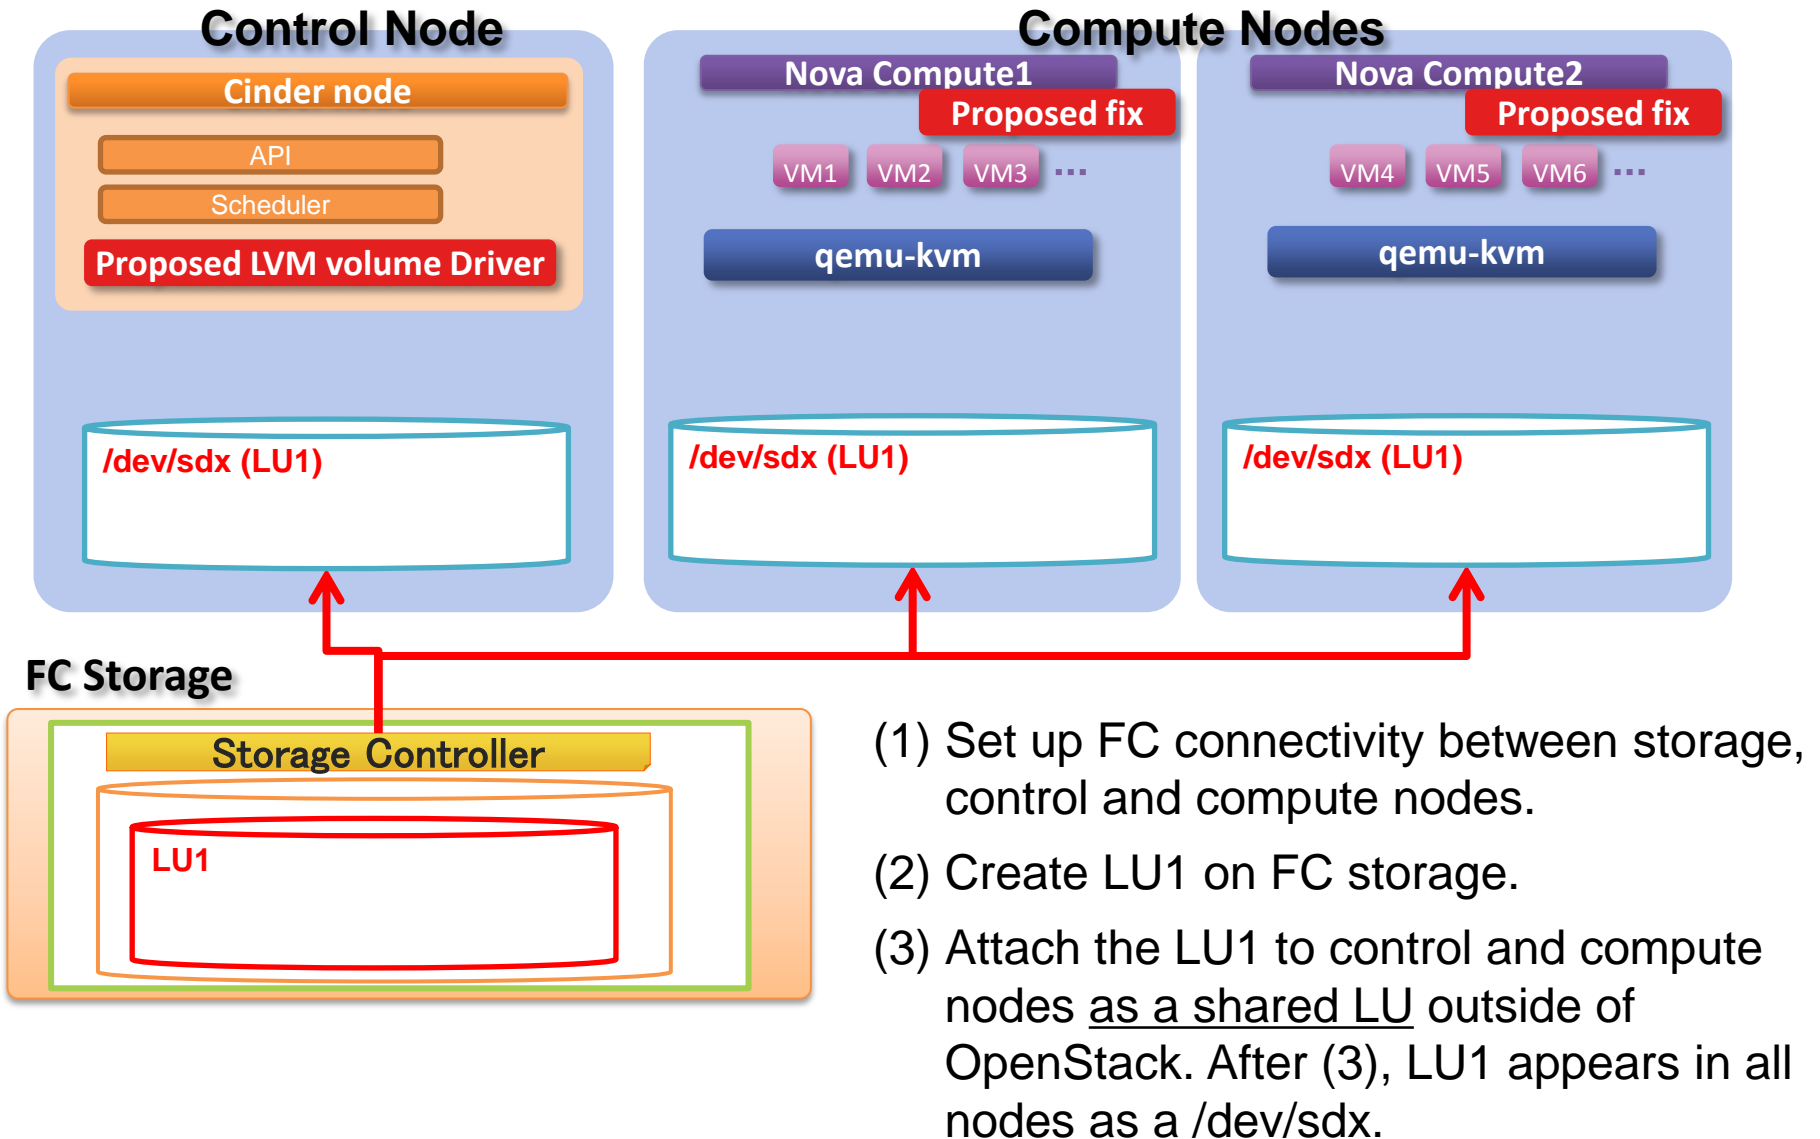 Control Node
Compute Nodes
Cinder node
API
Scheduler
Proposed LVM volume Driver
Nova Compute1
Proposed fix
VM1 VM2 VM3 ...
qemu-kvm
Nova Compute2
Proposed fix
VM4 VM5 VM6 ...
qemu-kvm
/dev/sdx (LU1)
/dev/sdx (LU1)
/dev/sdx (LU1)
FC Storage
Storage Controller
LU1
(1) Set up FC connectivity between storage,
control and compute nodes.
(2) Create LU1 on FC storage.
(3) Attach the LU1 to control and compute
nodes as a shared LU outside of
OpenStack. After (3), LU1 appears in all
nodes as a /dev/sdx.